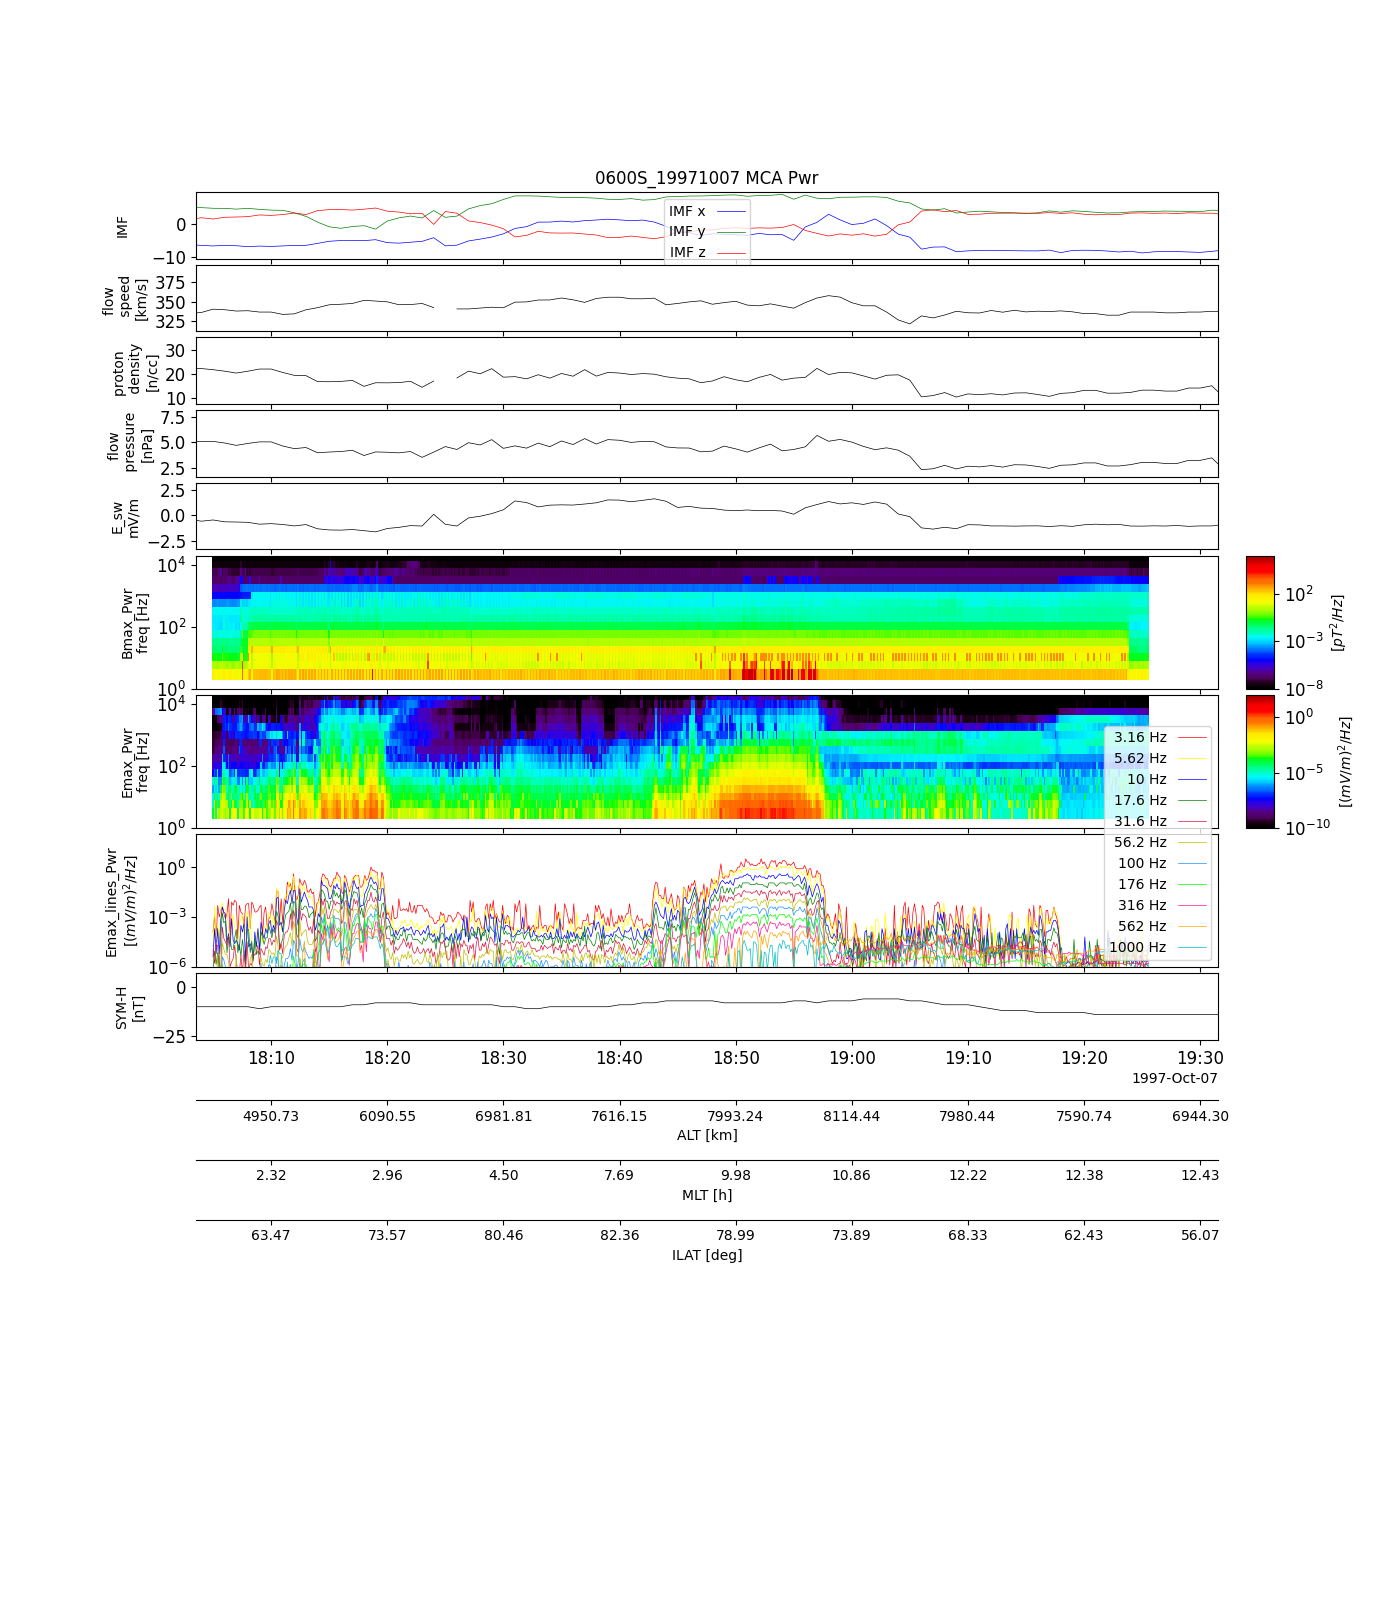 0600S_19971007 MCA Pwr
IMF
0
−10
IMF x
IMF y
IMF z
flow
speed
[km/s]
375
350
325
proton
density
[n/cc]
30
20
10
flow
pressure
[nPa]
7.5
5.0
2.5
E_sw
mV/m
2.5
0.0
−2.5
Bmax_Pwr
freq [Hz]
10^4
10^2
10^0
10^2
10^−3
10^−8
[pT^2/Hz]
Emax_Pwr
freq [Hz]
10^4
10^2
10^0
10^0
10^−5
10^−10
[(mV/m)^2/Hz]
3.16 Hz
5.62 Hz
10 Hz
17.6 Hz
31.6 Hz
56.2 Hz
100 Hz
176 Hz
316 Hz
562 Hz
1000 Hz
Emax_lines_Pwr
[(mV/m)^2/Hz]
10^0
10^−3
10^−6
SYM-H
[nT]
0
−25
18:10 18:20 18:30 18:40 18:50 19:00 19:10 19:20 19:30
1997-Oct-07
4950.73 6090.55 6981.81 7616.15 7993.24 8114.44 7980.44 7590.74 6944.30
ALT [km]
2.32 2.96 4.50 7.69 9.98 10.86 12.22 12.38 12.43
MLT [h]
63.47 73.57 80.46 82.36 78.99 73.89 68.33 62.43 56.07
ILAT [deg]